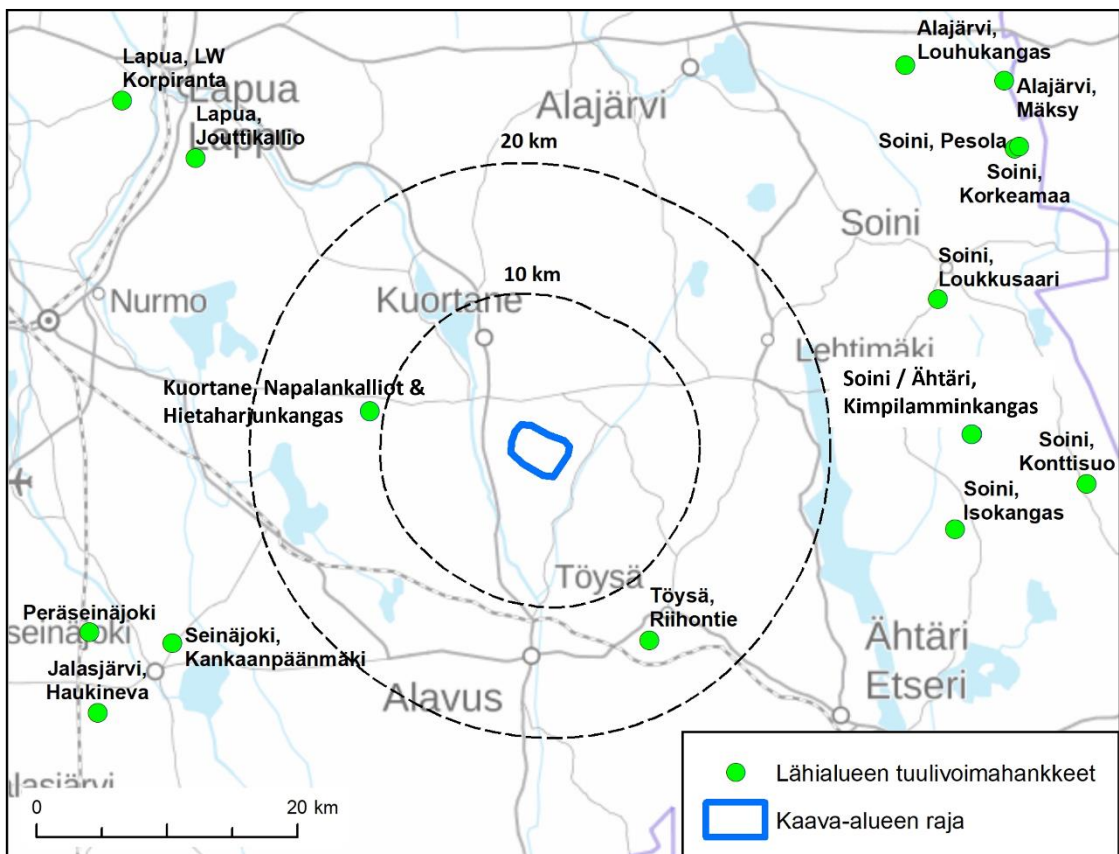 Lapua, LW
Korpiranta
Lapua
Lappo
Lapua,
Jouttikallio
Alajärvi
Alajärvi,
Louhukangas
Alajärvi,
Mäksy
Soini, Pesola
Soini,
Korkeamaa
20 km
Soini
Soini,
Loukkusaari
10 km
Nurmo
Kuortane
Lehtimäki
Kuortane, Napalankalliot &
Hietaharjunkangas
Soini / Ähtäri,
Kimpilamminkangas
Soini,
Konttisuo
Soini,
Isokangas
Töysä
Töysä,
Riihontie
Peräseinäjoki
seinäjoki
Seinäjoki,
Kankaanpäänmäki
Jalasjärvi,
Haukineva
Alavus
Ähtäri
Etseri
alasjärvi
0 20 km
Lähialueen tuulivoimahankkeet
Kaava-alueen raja